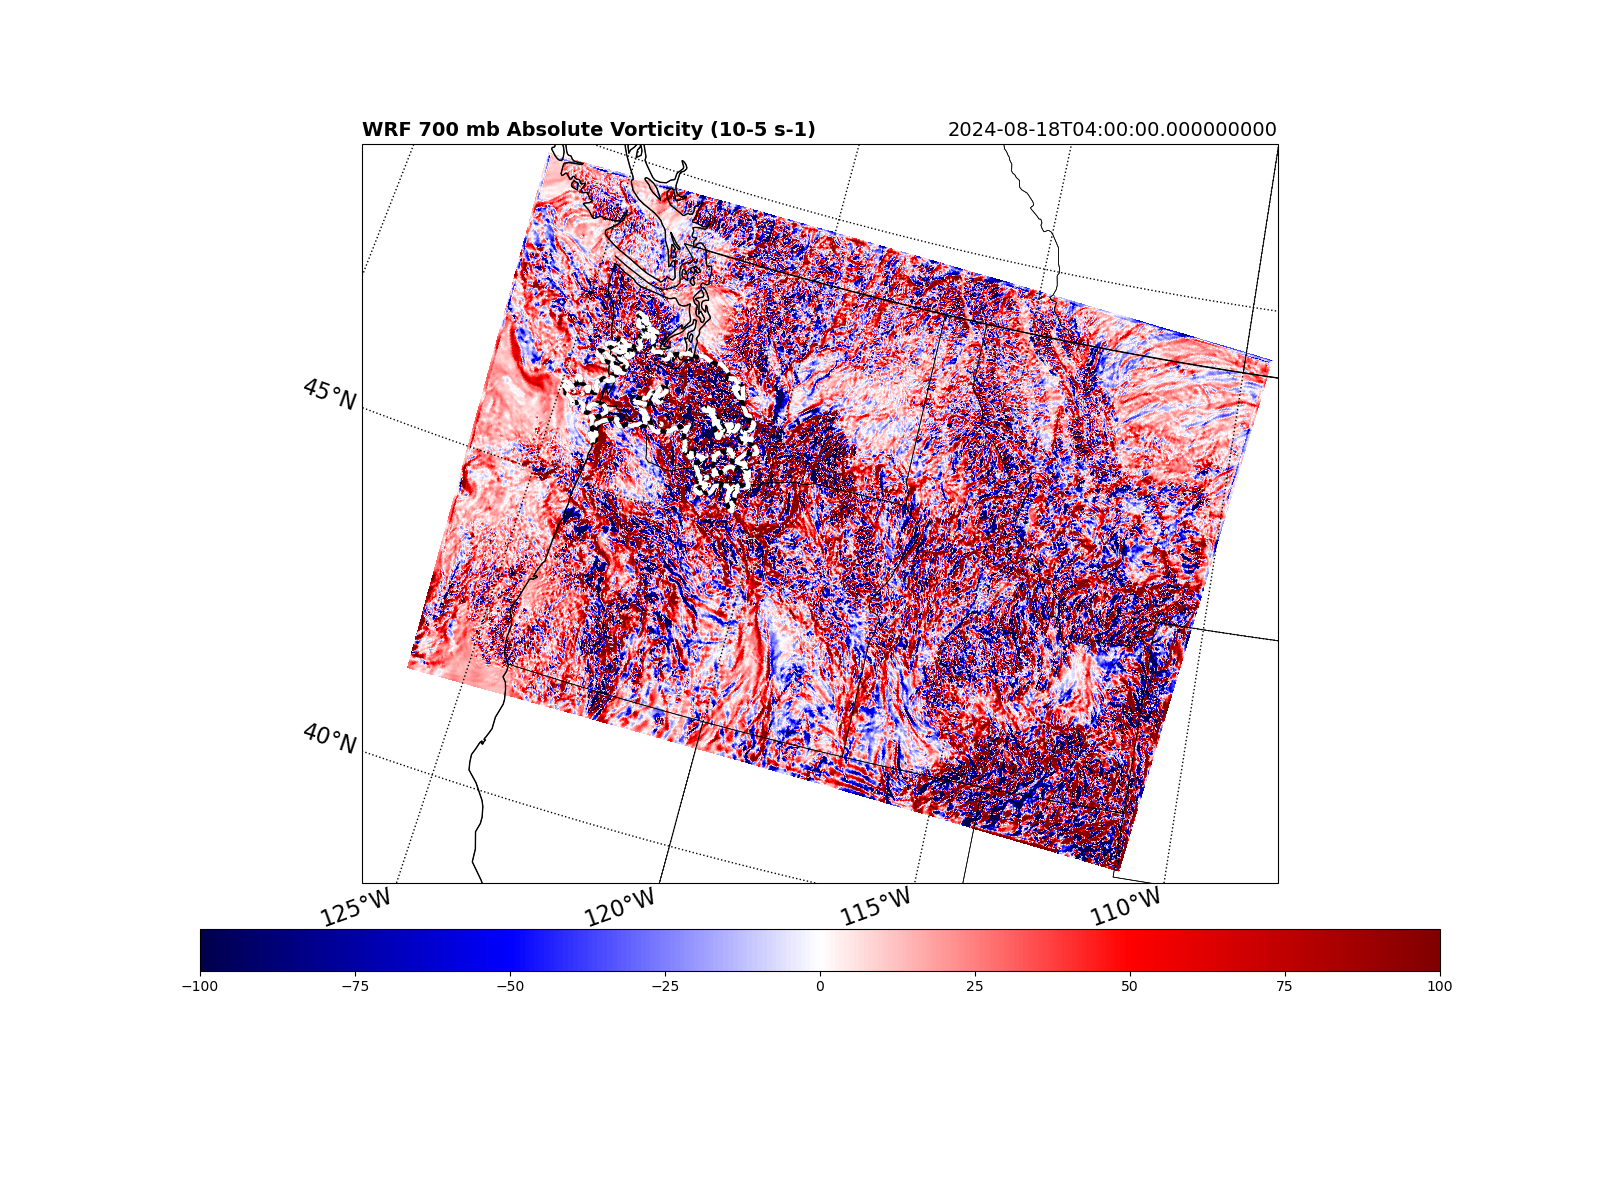 WRF 700 mb Absolute Vorticity (10-5 s-1) 2024-08-18T04:00:00.000000000
45°N
40°N
125°W 120°W 115°W 110°W
−100 −75 −50 −25 0 25 50 75 100